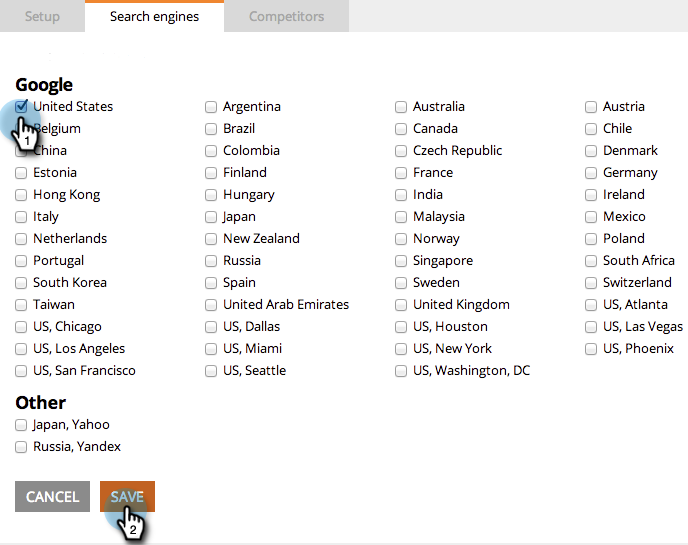 Setup Search engines Competitors
Google
United States Argentina Australia Austria
Belgium Brazil Canada Chile
China Colombia Czech Republic Denmark
Estonia Finland France Germany
Hong Kong Hungary India Ireland
Italy Japan Malaysia Mexico
Netherlands New Zealand Norway Poland
Portugal Russia Singapore South Africa
South Korea Spain Sweden Switzerland
Taiwan United Arab Emirates United Kingdom US, Atlanta
US, Chicago US, Dallas US, Houston US, Las Vegas
US, Los Angeles US, Miami US, New York US, Phoenix
US, San Francisco US, Seattle US, Washington, DC
Other
Japan, Yahoo
Russia, Yandex
CANCEL SAVE
1
2